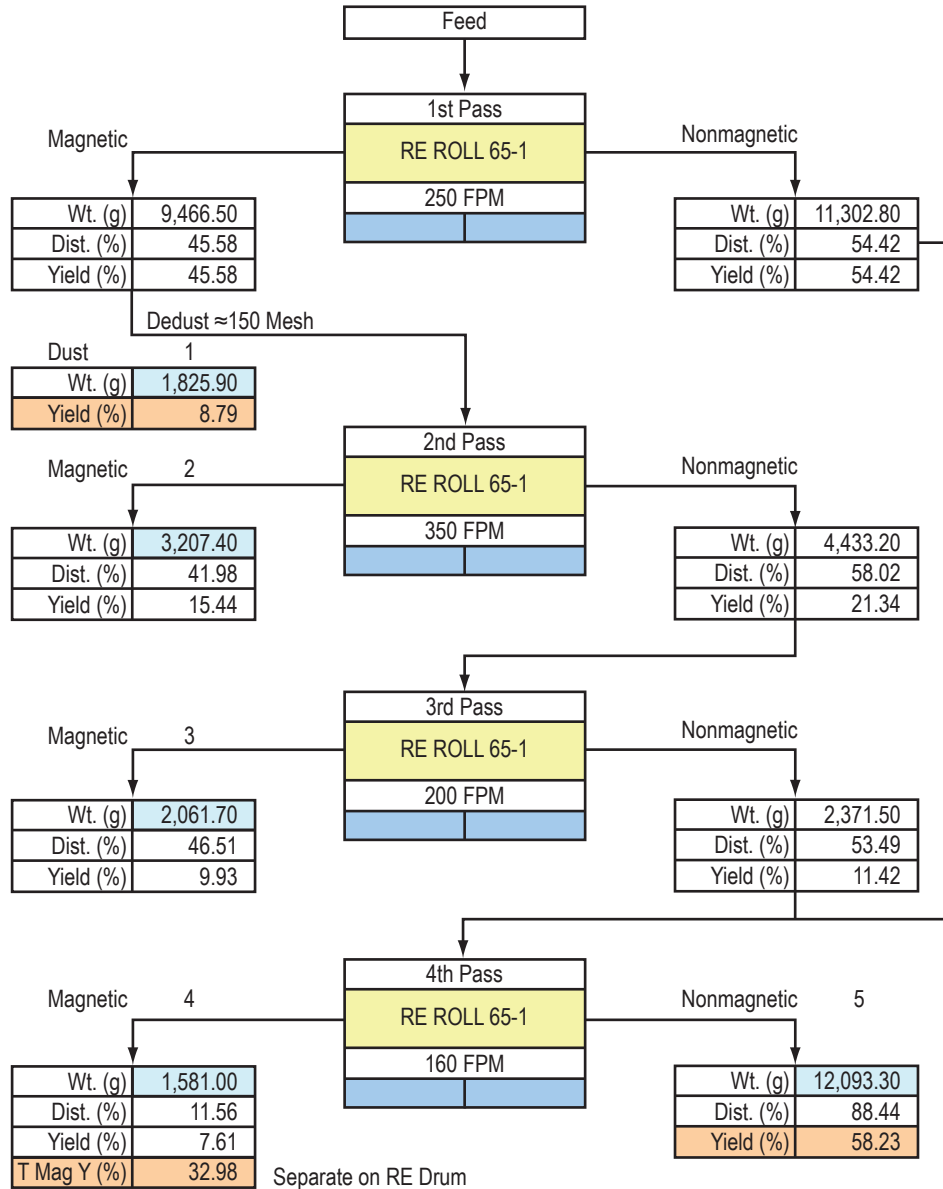 Feed
1st Pass
Magnetic
Nonmagnetic
RE ROLL 65-1
250 FPM
Wt. (g) 9,466.50
Dist. (%) 45.58
Yield (%) 45.58
Wt. (g) 11,302.80
Dist. (%) 54.42
Yield (%) 54.42
Dedust ≈150 Mesh
Dust 1
Wt. (g) 1,825.90
Yield (%) 8.79
2nd Pass
Magnetic 2
Nonmagnetic
RE ROLL 65-1
350 FPM
Wt. (g) 3,207.40
Dist. (%) 41.98
Yield (%) 15.44
Wt. (g) 4,433.20
Dist. (%) 58.02
Yield (%) 21.34
3rd Pass
Magnetic 3
Nonmagnetic
RE ROLL 65-1
200 FPM
Wt. (g) 2,061.70
Dist. (%) 46.51
Yield (%) 9.93
Wt. (g) 2,371.50
Dist. (%) 53.49
Yield (%) 11.42
4th Pass
Magnetic 4
Nonmagnetic 5
RE ROLL 65-1
160 FPM
Wt. (g) 1,581.00
Dist. (%) 11.56
Yield (%) 7.61
T Mag Y (%) 32.98
Wt. (g) 12,093.30
Dist. (%) 88.44
Yield (%) 58.23
Separate on RE Drum